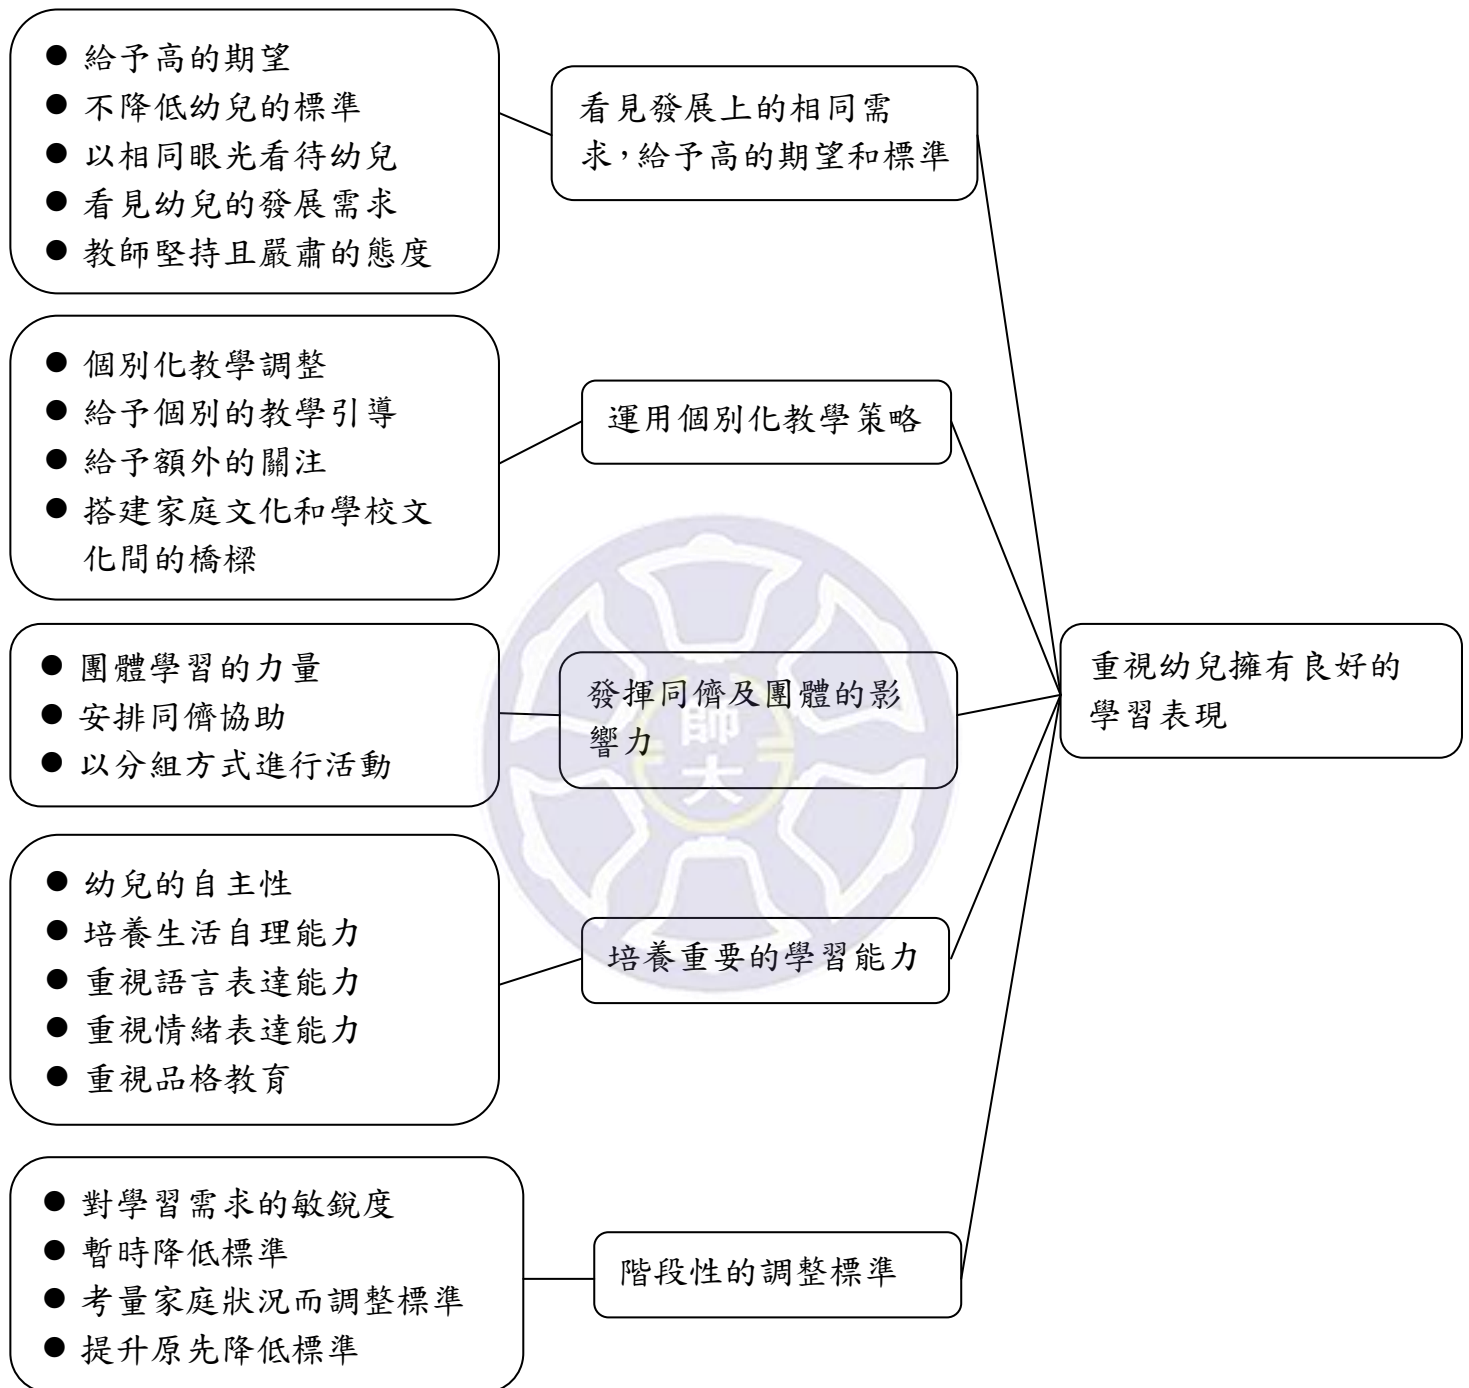 ● 給予高的期望
● 不降低幼兒的標準
● 以相同眼光看待幼兒
● 看見幼兒的發展需求
● 教師堅持且嚴肅的態度
看見發展上的相同需
求，給予高的期望和標準
● 個別化教學調整
● 給予個別的教學引導
● 給予額外的關注
● 搭建家庭文化和學校文
化間的橋樑
運用個別化教學策略
● 團體學習的力量
● 安排同儕協助
● 以分組方式進行活動
發揮同儕及團體的影
響力
師
大
重視幼兒擁有良好的
學習表現
● 幼兒的自主性
● 培養生活自理能力
● 重視語言表達能力
● 重視情緒表達能力
● 重視品格教育
培養重要的學習能力
● 對學習需求的敏銳度
● 暫時降低標準
● 考量家庭狀況而調整標準
● 提升原先降低標準
階段性的調整標準